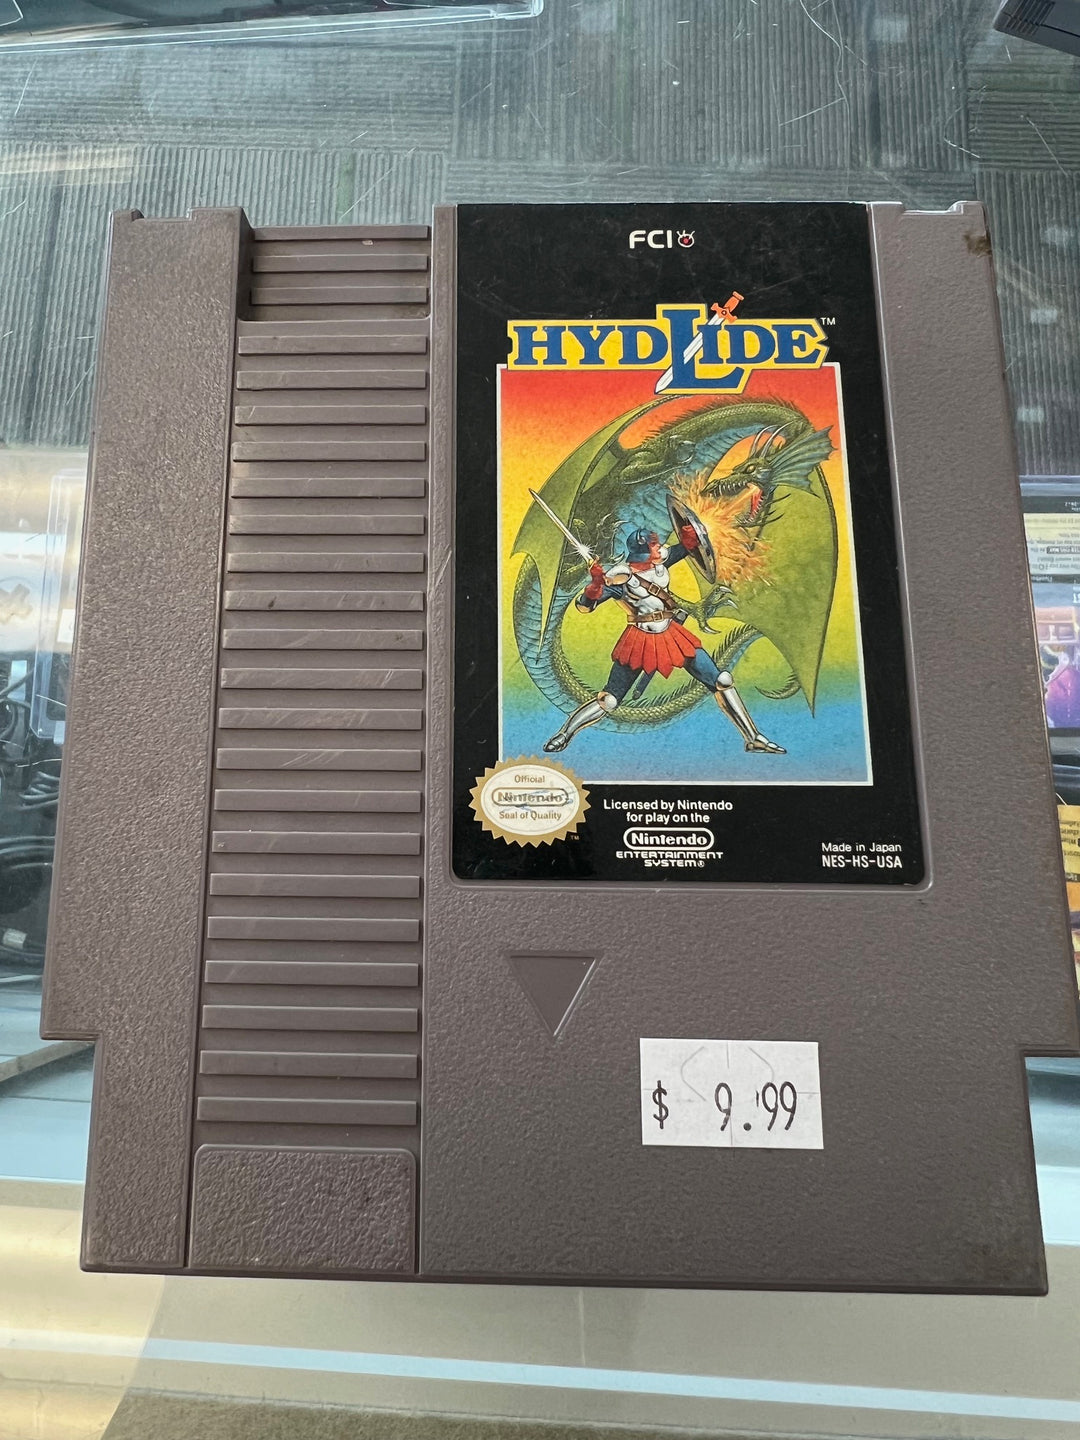 FCI
HYDLIDE™
Official
Nintendo
Seal of Quality
TM
Licensed by Nintendo
for play on the
Nintendo
ENTERTAINMENT
SYSTEM®
Made in Japan
NES-HS-USA
$ 9.99